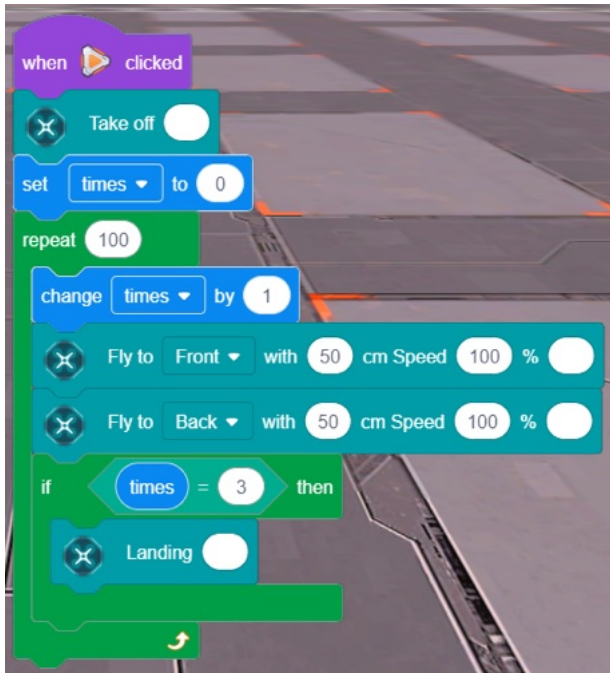 when clicked
Take off
set times to 0
repeat 100
change times by 1
Fly to Front with 50 cm Speed 100 %
Fly to Back with 50 cm Speed 100 %
if times = 3 then
Landing